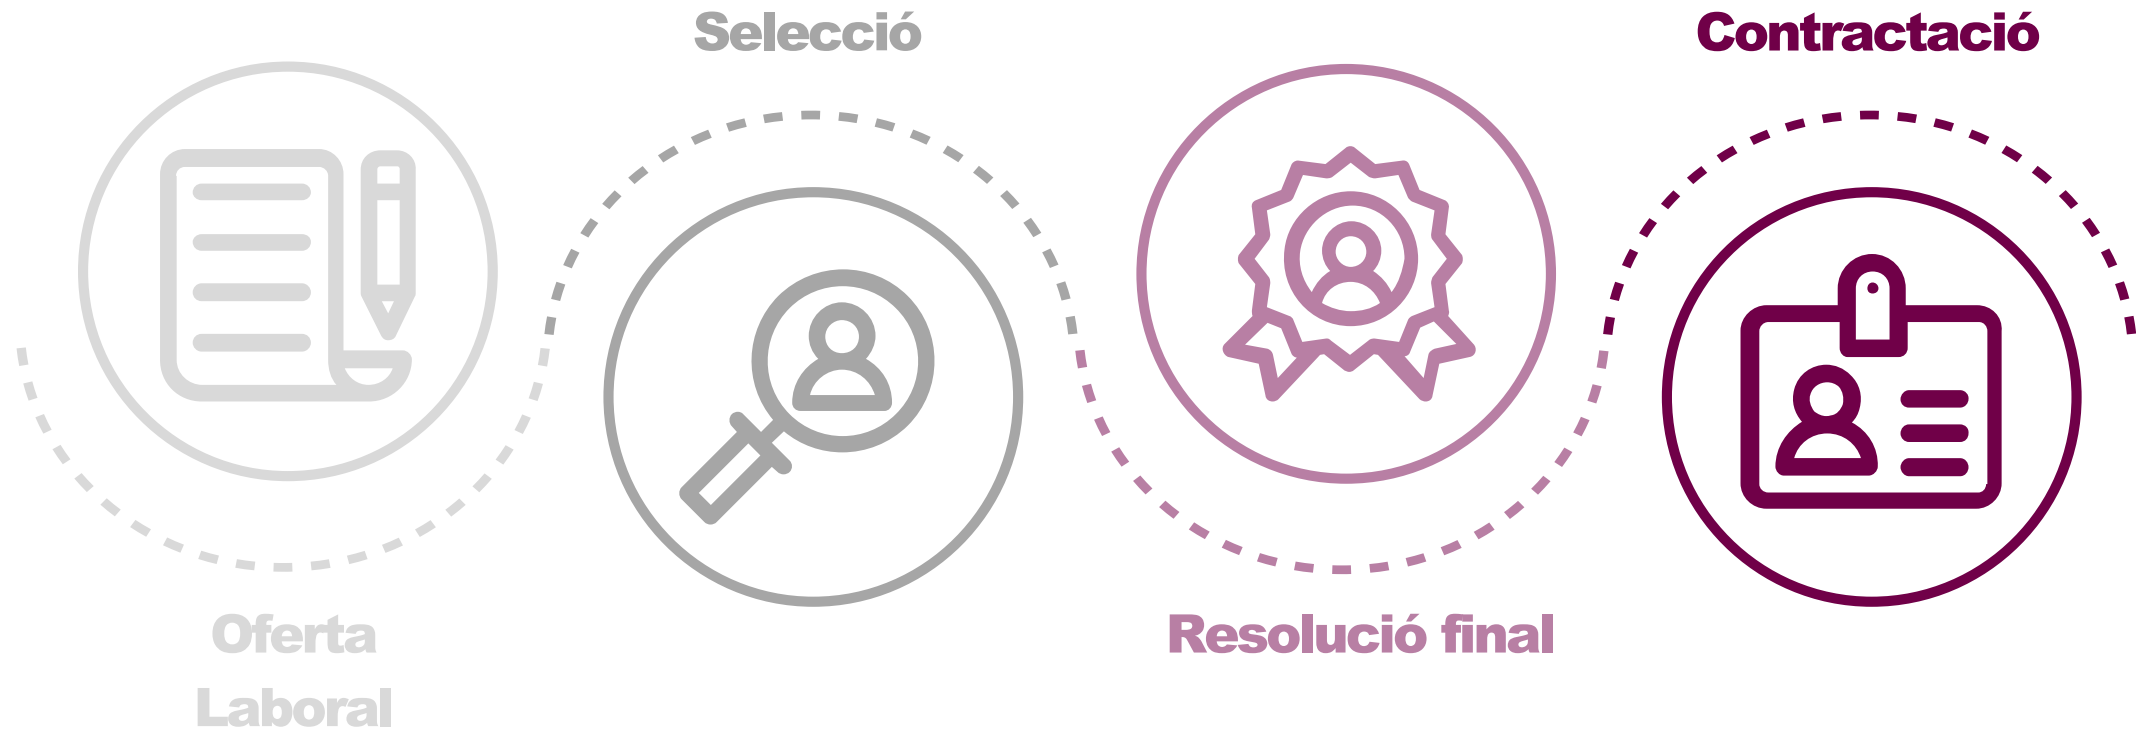 Oferta
Laboral
Selecció
Resolució final
Contractació